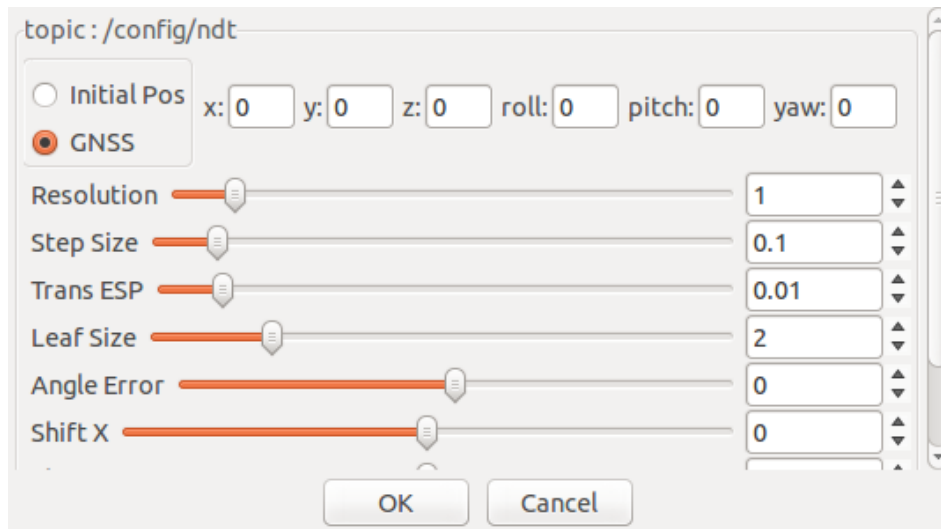 topic : /config/ndt
Initial Pos
GNSS
x: 0 y: 0 z: 0 roll: 0 pitch: 0 yaw: 0
Resolution 1
Step Size 0.1
Trans ESP 0.01
Leaf Size 2
Angle Error 0
Shift X 0
OK Cancel